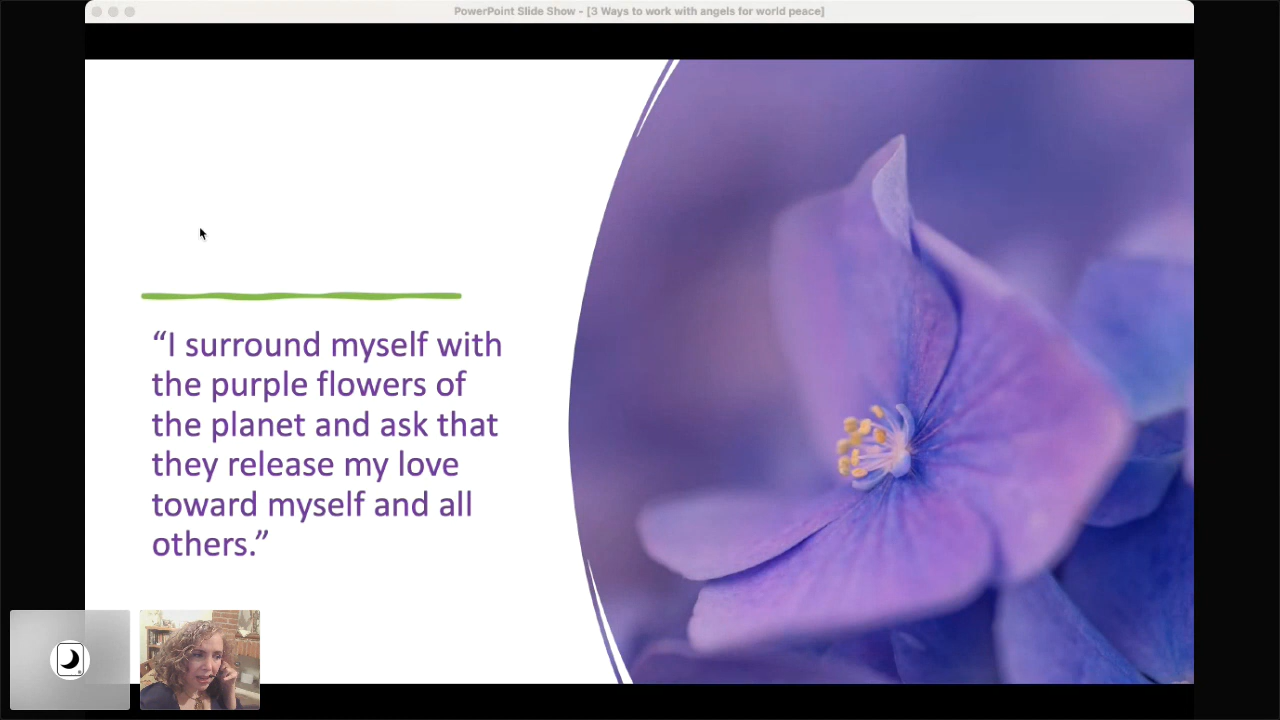 PowerPoint Slide Show - [3 Ways to work with angels for world peace]
“I surround myself with
the purple flowers of
the planet and ask that
they release my love
toward myself and all
others.”